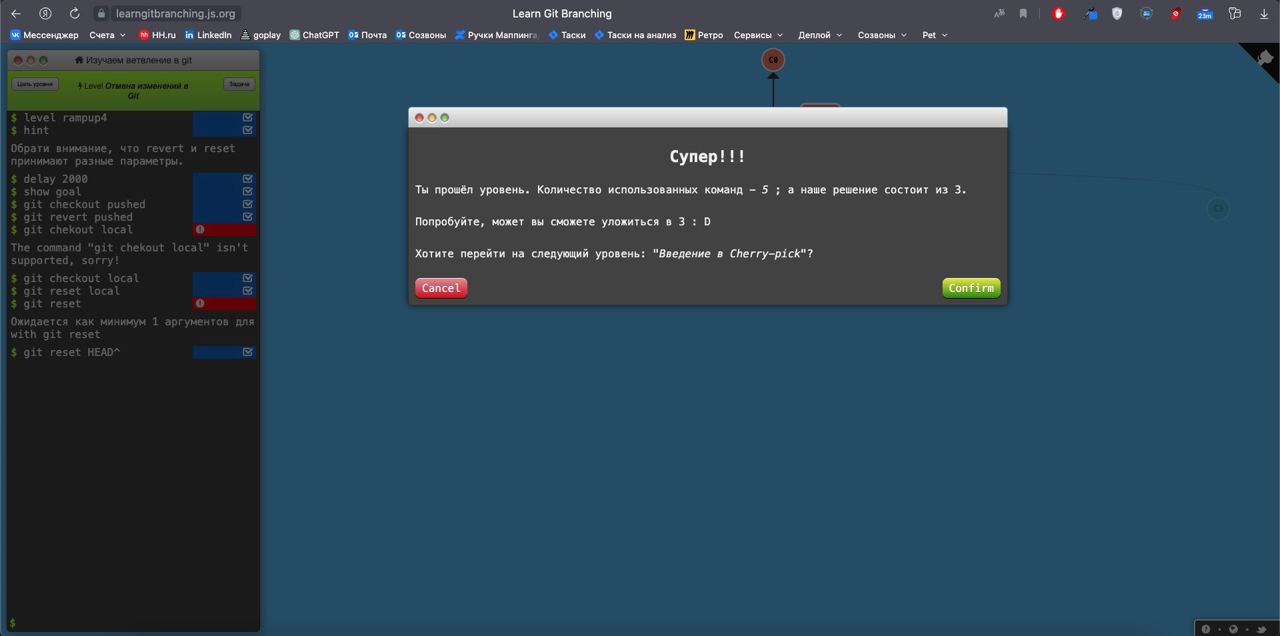 learngitbranching.js.org
Learn Git Branching
23m
Мессенджер Счета HH.ru LinkedIn goplay ChatGPT Почта Созвоны Ручки Маппинга Таски Таски на анализ Ретро Сервисы Деплой Созвоны Pet
Изучаем ветвление в git
Цель уровня
Level Отмена изменений в
Git
Задача
$ level rampup4
$ hint
Обрати внимание, что revert и reset
принимают разные параметры.
$ delay 2000
$ show goal
$ git checkout pushed
$ git revert pushed
$ git chekout local
The command "git chekout local" isn't
supported, sorry!
$ git checkout local
$ git reset local
$ git reset
Ожидается как минимум 1 аргументов для
with git reset
$ git reset HEAD^
$
C0
Супер!!!
Ты прошёл уровень. Количество использованных команд – 5 ; а наше решение состоит из 3.
Попробуйте, может вы сможете уложиться в 3 : D
Хотите перейти на следующий уровень: "Введение в Cherry-pick"?
Cancel
Confirm